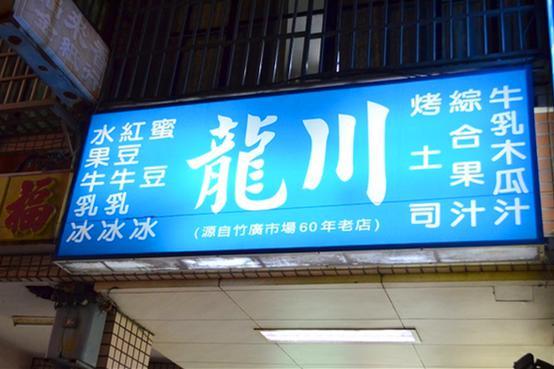 龍川
(源自竹廣市場60年老店)
牛乳木瓜汁
綜合果汁
烤土司
蜜豆冰
紅豆牛乳冰
水果牛乳冰
福